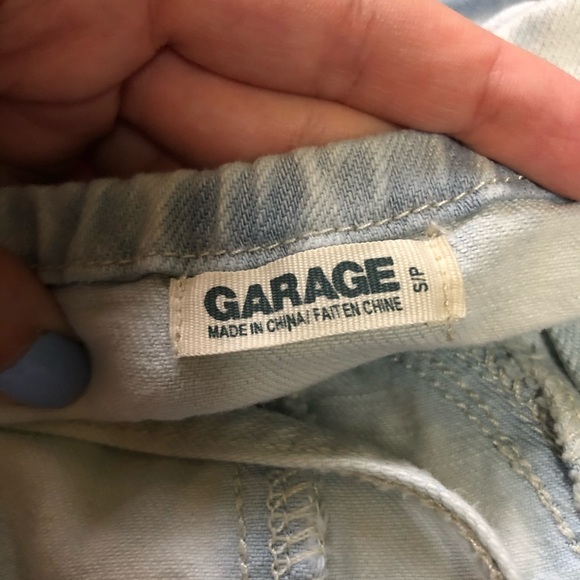 GARAGE
MADE IN CHINA / FAIT EN CHINE
S/P